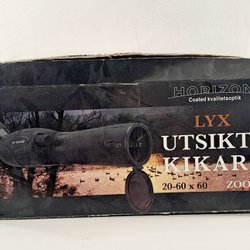 HORIZON
Coated kvalitetsoptik
LYX
UTSIKT
KIKAR
20-60 x 60
ZOO